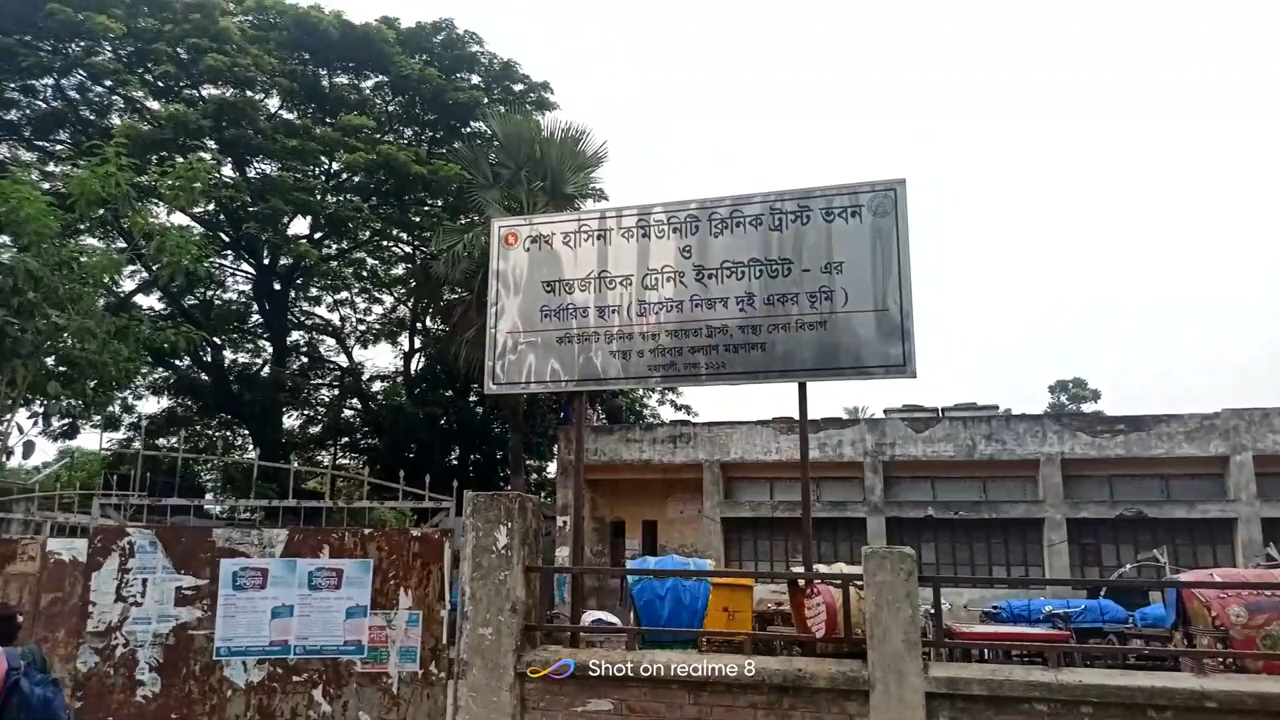 শেখ হাসিনা কমিউনিটি ক্লিনিক ট্রাস্ট ভবন
ও
আন্তর্জাতিক ট্রেনিং ইনস্টিটিউট - এর
নির্ধারিত স্থান ( ট্রাস্টের নিজস্ব দুই একর ভূমি )
কমিউনিটি ক্লিনিক স্বাস্থ্য সহায়তা ট্রাস্ট, স্বাস্থ্য সেবা বিভাগ
স্বাস্থ্য ও পরিবার কল্যাণ মন্ত্রণালয়
মহাখালী, ঢাকা-১২১২
Shot on realme 8